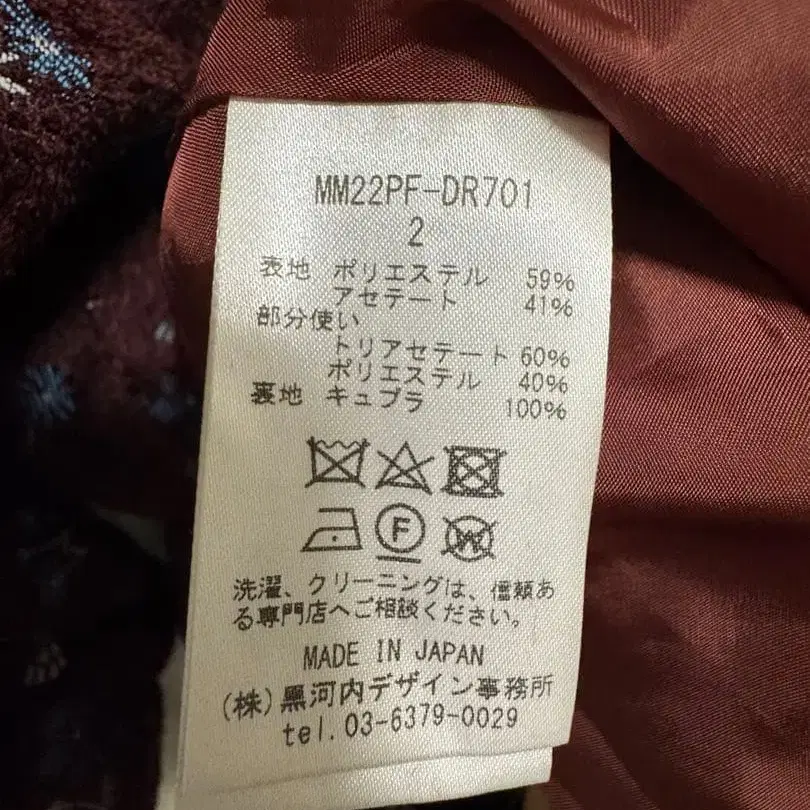 MM22PF-DR701
2
表地 ポリエステル 59%
アセテート 41%
部分使い
トリアセテート 60%
ポリエステル 40%
裏地 キュプラ 100%
F W
洗濯、クリーニングは、信頼あ
る専門店へご相談ください。
MADE IN JAPAN
(株)黒河内デザイン事務所
tel.03-6379-0029